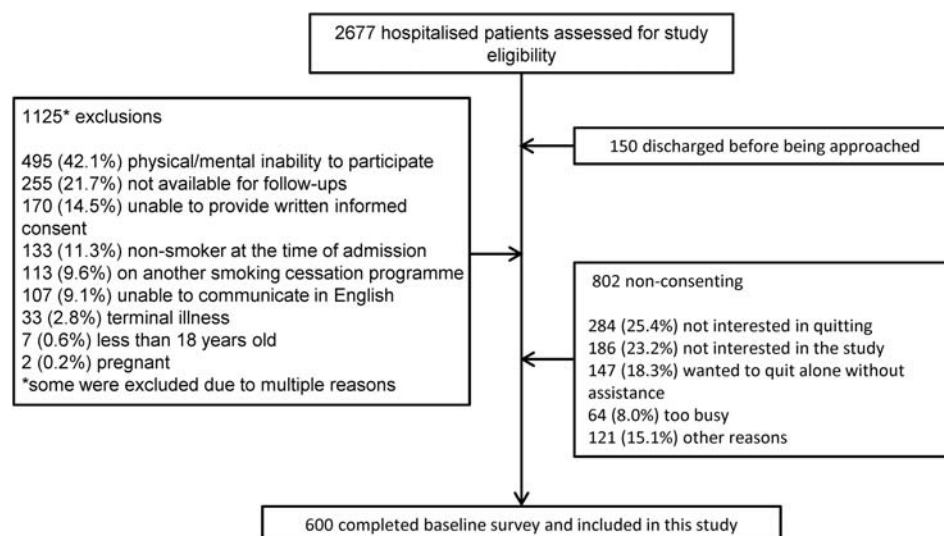 2677 hospitalised patients assessed for study
eligibility
1125* exclusions
495 (42.1%) physical/mental inability to participate
255 (21.7%) not available for follow-ups
170 (14.5%) unable to provide written informed
consent
133 (11.3%) non-smoker at the time of admission
113 (9.6%) on another smoking cessation programme
107 (9.1%) unable to communicate in English
33 (2.8%) terminal illness
7 (0.6%) less than 18 years old
2 (0.2%) pregnant
*some were excluded due to multiple reasons
150 discharged before being approached
802 non-consenting
284 (25.4%) not interested in quitting
186 (23.2%) not interested in the study
147 (18.3%) wanted to quit alone without
assistance
64 (8.0%) too busy
121 (15.1%) other reasons
600 completed baseline survey and included in this study